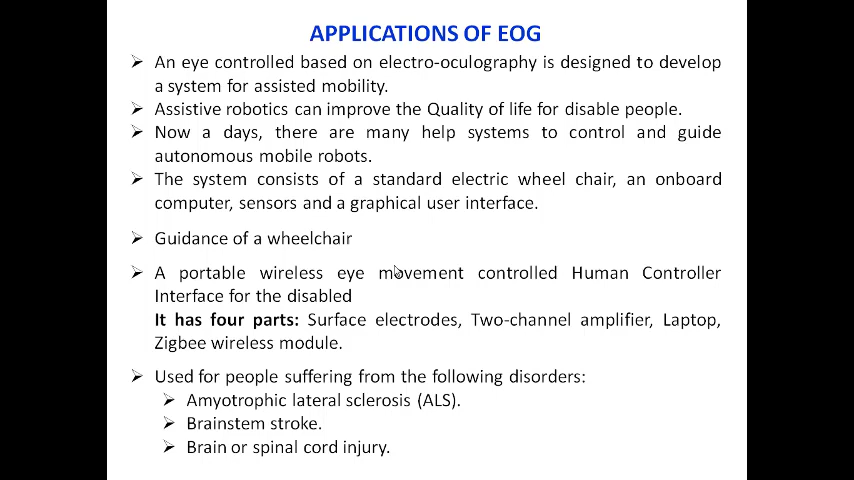 APPLICATIONS OF EOG
➢ An eye controlled based on electro-oculography is designed to develop
a system for assisted mobility.
➢ Assistive robotics can improve the Quality of life for disable people.
➢ Now a days, there are many help systems to control and guide
autonomous mobile robots.
➢ The system consists of a standard electric wheel chair, an onboard
computer, sensors and a graphical user interface.
➢ Guidance of a wheelchair
➢ A portable wireless eye movement controlled Human Controller
Interface for the disabled
It has four parts: Surface electrodes, Two-channel amplifier, Laptop,
Zigbee wireless module.
➢ Used for people suffering from the following disorders:
➢ Amyotrophic lateral sclerosis (ALS).
➢ Brainstem stroke.
➢ Brain or spinal cord injury.